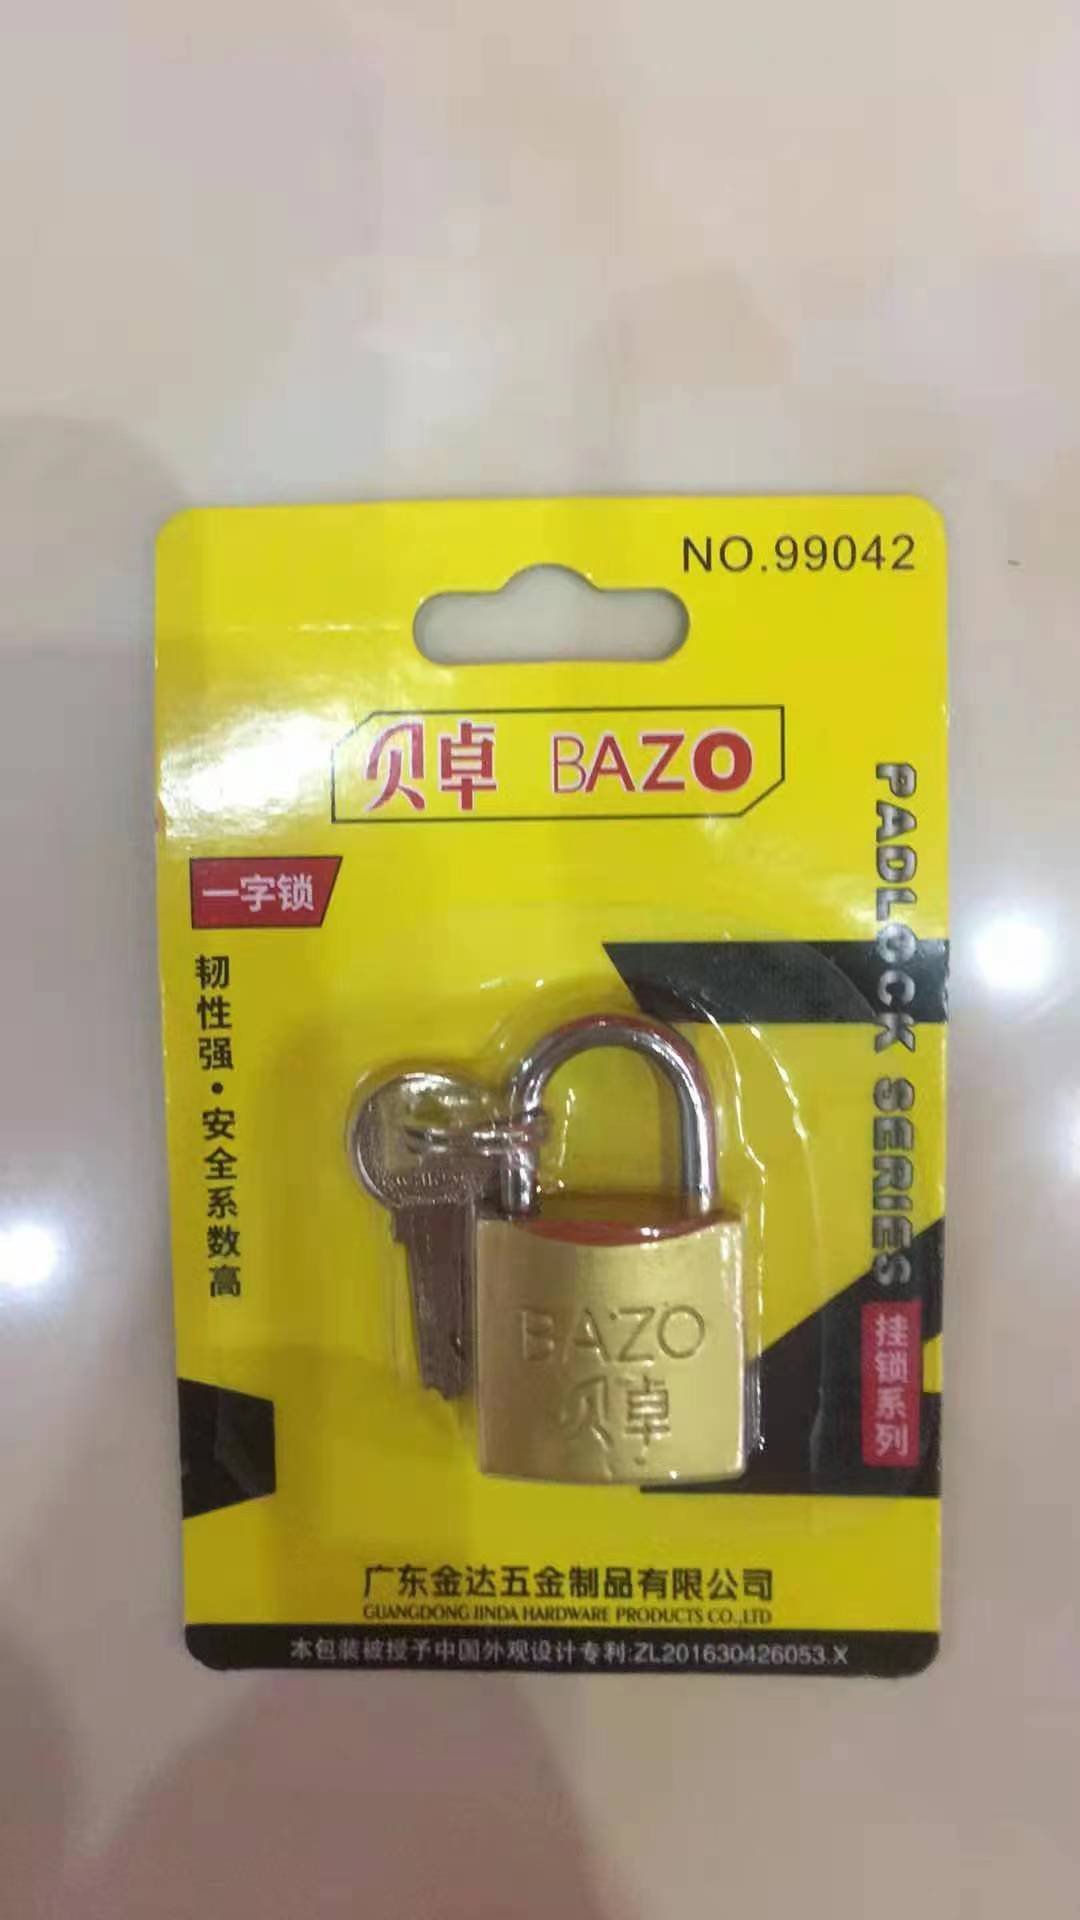 NO.99042
贝卓 BAZO
一字锁
韧性强·安全系数高
PADLOCK SERIES
挂锁系列
BAZO
贝卓
广东金达五金制品有限公司
GUANGDONG JINDA HARDWARE PRODUCTS CO.,LTD
本包装被授予中国外观设计专利:ZL201630426053.X